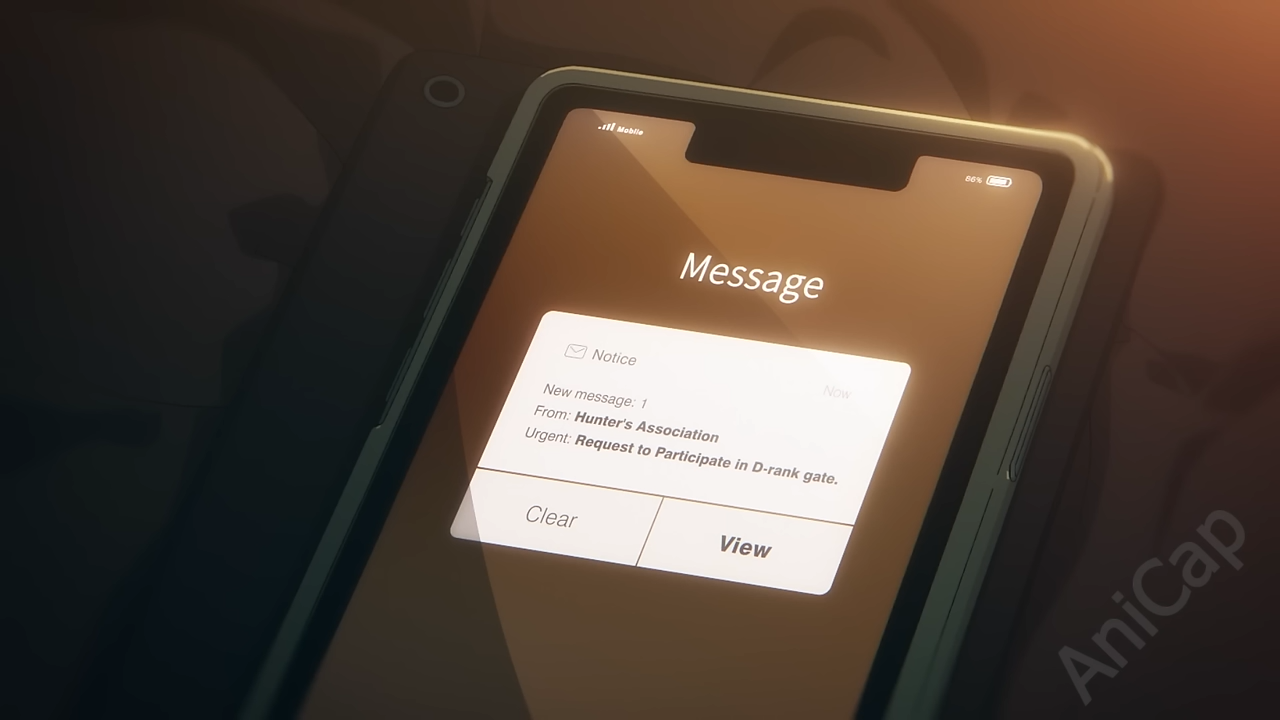 Mobile
86%
Message
Notice
Now
New message: 1
From: Hunter's Association
Urgent: Request to Participate in D-rank gate.
Clear
View
AniCap